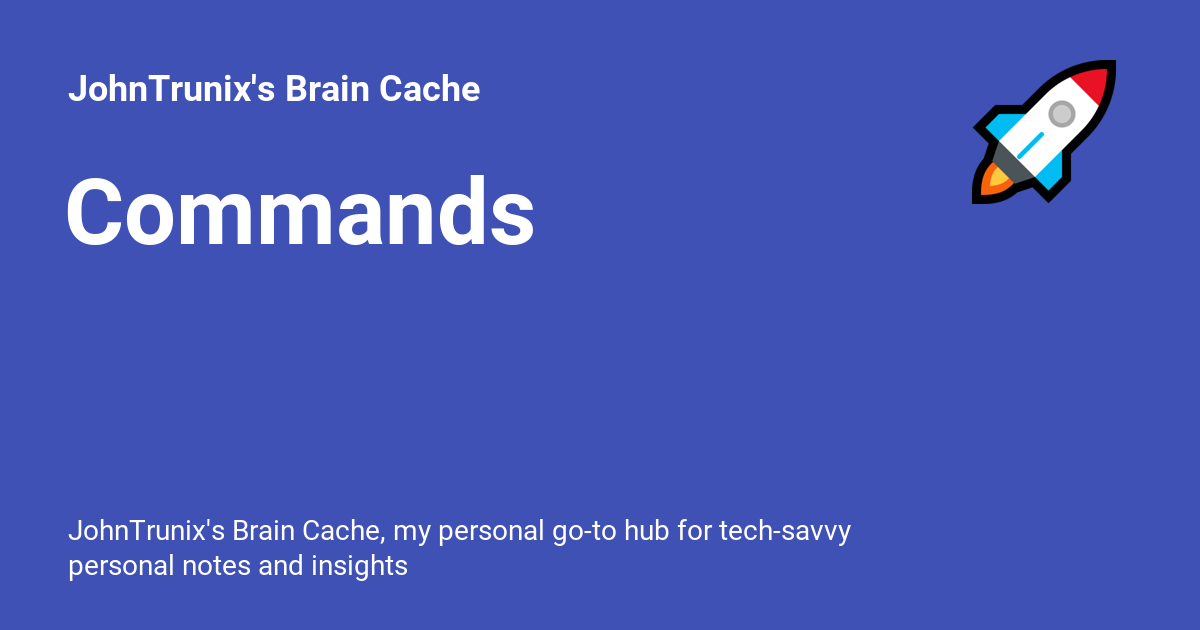 JohnTrunix's Brain Cache
Commands
JohnTrunix's Brain Cache, my personal go-to hub for tech-savvy
personal notes and insights